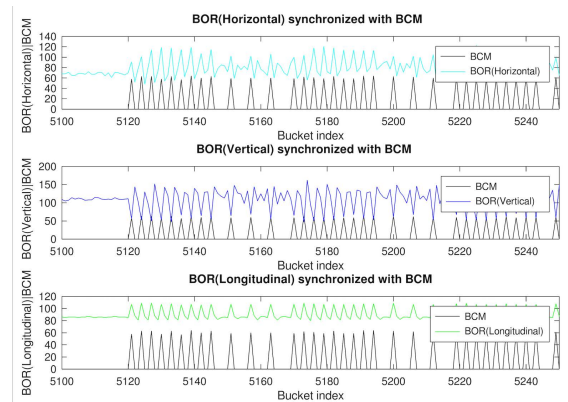 BOR(Horizontal) synchronized with BCM
BOR(Horizontal)|BCM
140
120
100
80
60
40
20
0
BCM
BOR(Horizontal)
5100 5120 5140 5160 5180 5200 5220 5240
Bucket index
BOR(Vertical) synchronized with BCM
BOR(Vertical)|BCM
200
150
100
50
0
BCM
BOR(Vertical)
5100 5120 5140 5160 5180 5200 5220 5240
Bucket index
BOR(Longitudinal) synchronized with BCM
BOR(Longitudinal)|BCM
120
100
80
60
40
20
0
BCM
BOR(Longitudinal)
5100 5120 5140 5160 5180 5200 5220 5240
Bucket index